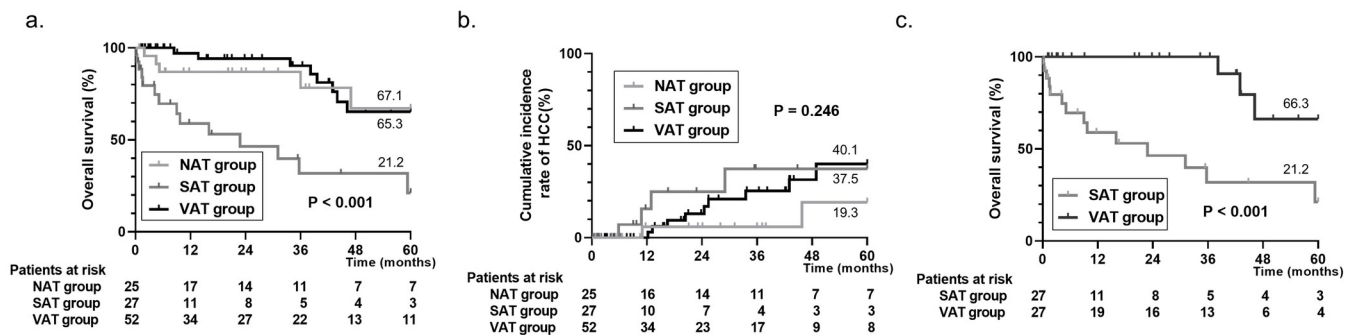 a.
Overall survival (%)
100
50
0
67.1
65.3
21.2
NAT group
SAT group
VAT group
P < 0.001
0 12 24 36 48 60
Time (months)
Patients at risk
NAT group 25 17 14 11 7 7
SAT group 27 11 8 5 4 3
VAT group 52 34 27 22 13 11
b.
Cumulative incidence
rate of HCC(%)
100
50
0
NAT group
SAT group
VAT group
P = 0.246
40.1
37.5
19.3
0 12 24 36 48 60
Time (months)
Patients at risk
NAT group 25 16 14 11 7 7
SAT group 27 10 7 4 3 3
VAT group 52 34 23 17 9 8
c.
Overall survival (%)
100
50
0
66.3
21.2
SAT group
VAT group
P < 0.001
0 12 24 36 48 60
Time (months)
Patients at risk
SAT group 27 11 8 5 4 3
VAT group 27 19 16 13 6 4